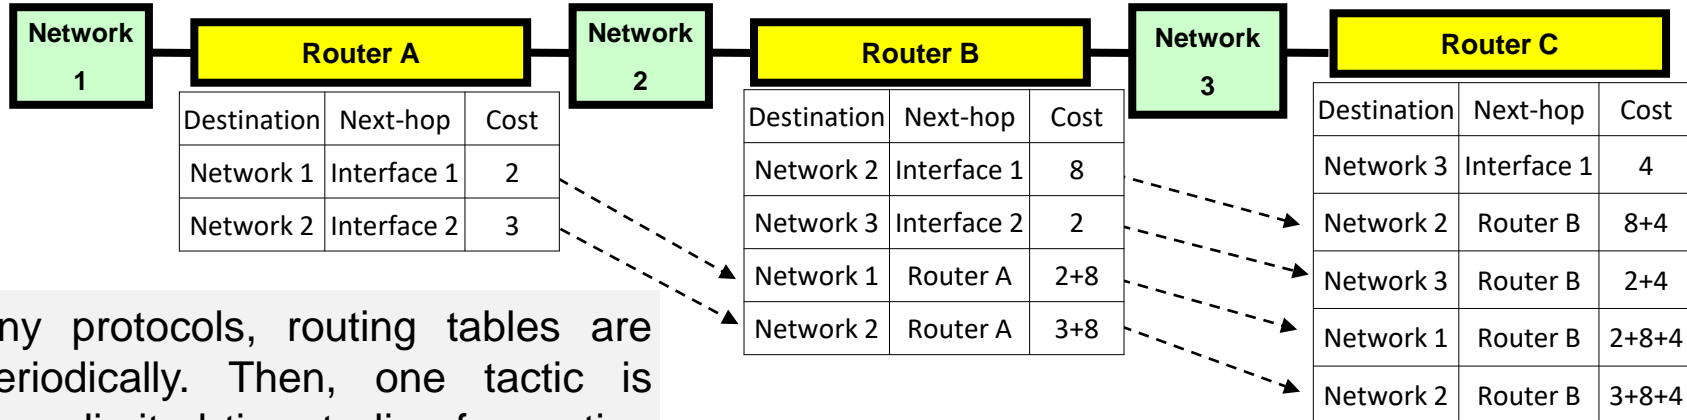 Network
1
Router A
Network
2
Router B
Network
3
Router C
Destination Next-hop Cost
Network 1 Interface 1 2
Network 2 Interface 2 3
Destination Next-hop Cost
Network 2 Interface 1 8
Network 3 Interface 2 2
Network 1 Router A 2+8
Network 2 Router A 3+8
Destination Next-hop Cost
Network 3 Interface 1 4
Network 2 Router B 8+4
Network 3 Router B 2+4
Network 1 Router B 2+8+4
Network 2 Router B 3+8+4
protocols, routing tables are
Then, one tactic is